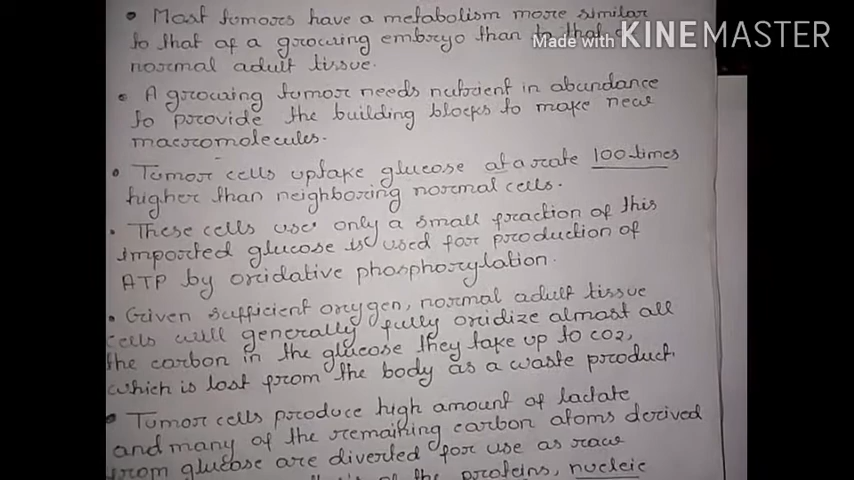 • Most tumors have a metabolism more similar
to that of a growing embryo than to that
normal adult tissue.
• A growing tumor needs nutrient in abundance
to provide the building blocks to make new
macromolecules.
• Tumor cells uptake glucose at a rate 100-times
higher than neighboring normal cells.
• These cells use only a small fraction of this
imported glucose is used for production of
ATP by oxidative phosphorylation.
• Given sufficient oxygen, normal adult tissue
cells will generally fully oxidize almost all
the carbon in the glucose they take up to CO2,
which is lost from the body as a waste product.
• Tumor cells produce high amount of lactate
and many of the remaining carbon atoms derived
from glucose are diverted for use as raw
of the proteins, nucleic
Made with KINEMASTER